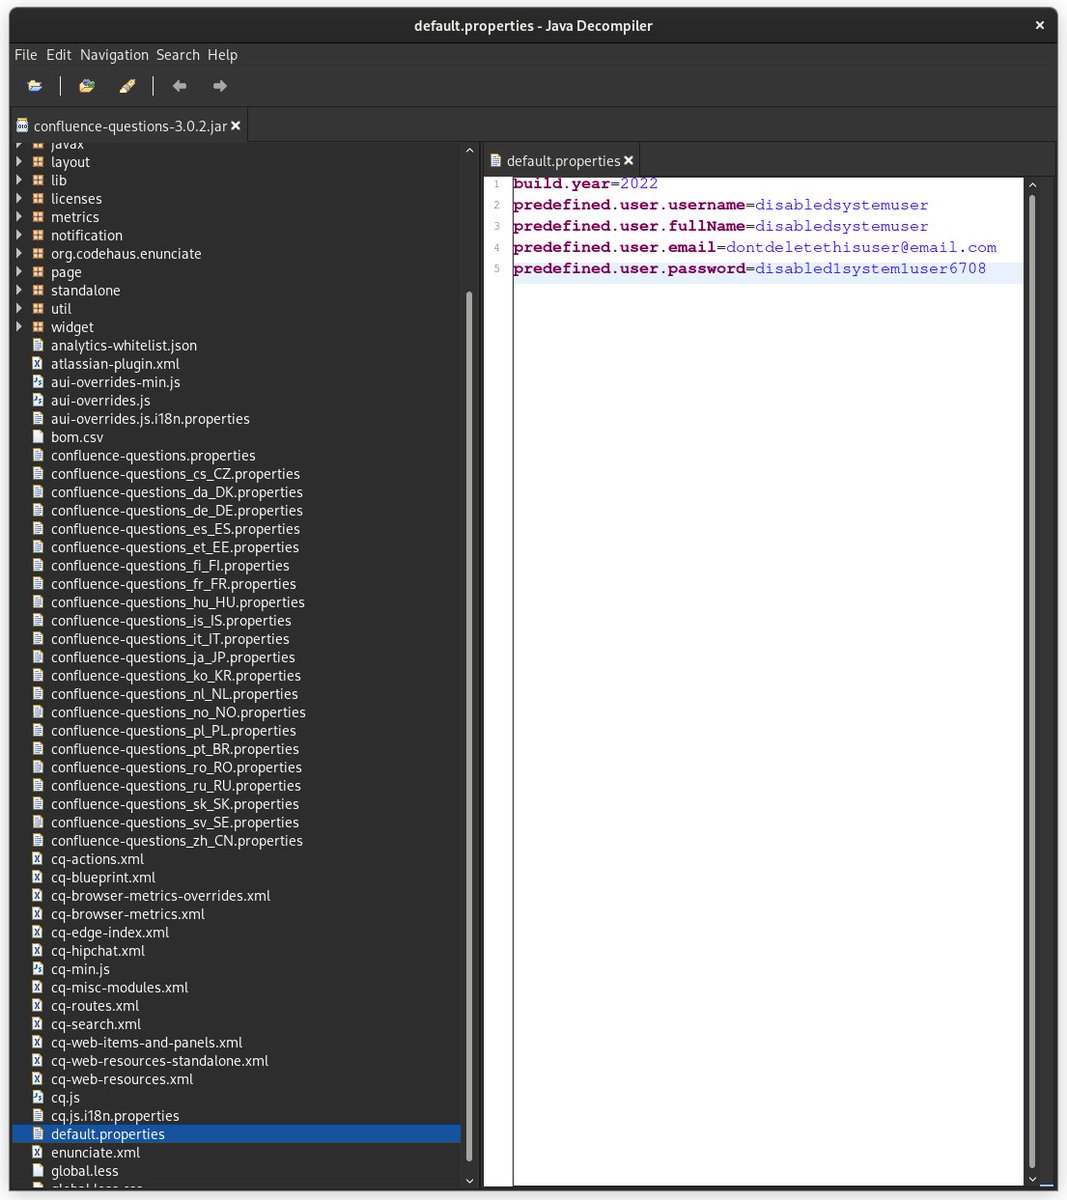 default.properties - Java Decompiler
File Edit Navigation Search Help
confluence-questions-3.0.2.jar
javax
layout
lib
licenses
metrics
notification
org.codehaus.enunciate
page
standalone
util
widget
analytics-whitelist.json
atlassian-plugin.xml
aui-overrides-min.js
aui-overrides.js
aui-overrides.js.i18n.properties
bom.csv
confluence-questions.properties
confluence-questions_cs_CZ.properties
confluence-questions_da_DK.properties
confluence-questions_de_DE.properties
confluence-questions_es_ES.properties
confluence-questions_et_EE.properties
confluence-questions_fi_FI.properties
confluence-questions_fr_FR.properties
confluence-questions_hu_HU.properties
confluence-questions_is_IS.properties
confluence-questions_it_IT.properties
confluence-questions_ja_JP.properties
confluence-questions_ko_KR.properties
confluence-questions_nl_NL.properties
confluence-questions_no_NO.properties
confluence-questions_pl_PL.properties
confluence-questions_pt_BR.properties
confluence-questions_ro_RO.properties
confluence-questions_ru_RU.properties
confluence-questions_sk_SK.properties
confluence-questions_sv_SE.properties
confluence-questions_zh_CN.properties
cq-actions.xml
cq-blueprint.xml
cq-browser-metrics-overrides.xml
cq-browser-metrics.xml
cq-edge-index.xml
cq-hipchat.xml
cq-min.js
cq-misc-modules.xml
cq-routes.xml
cq-search.xml
cq-web-items-and-panels.xml
cq-web-resources-standalone.xml
cq-web-resources.xml
cq.js
cq.js.i18n.properties
default.properties
enunciate.xml
global.less
default.properties
1 build.year=2022
2 predefined.user.username=disabledsystemuser
3 predefined.user.fullName=disabledsystemuser
4 predefined.user.email=dontdeletethisuser@email.com
5 predefined.user.password=disabled1system1user6708